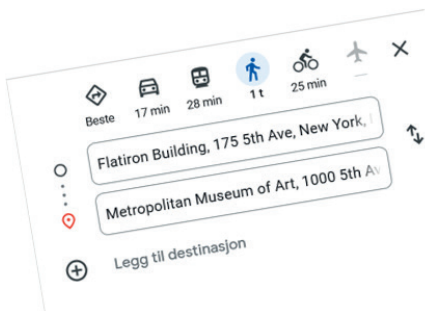 Beste 17 min 28 min 1 t 25 min —
Flatiron Building, 175 5th Ave, New York,
Metropolitan Museum of Art, 1000 5th Av
Legg til destinasjon